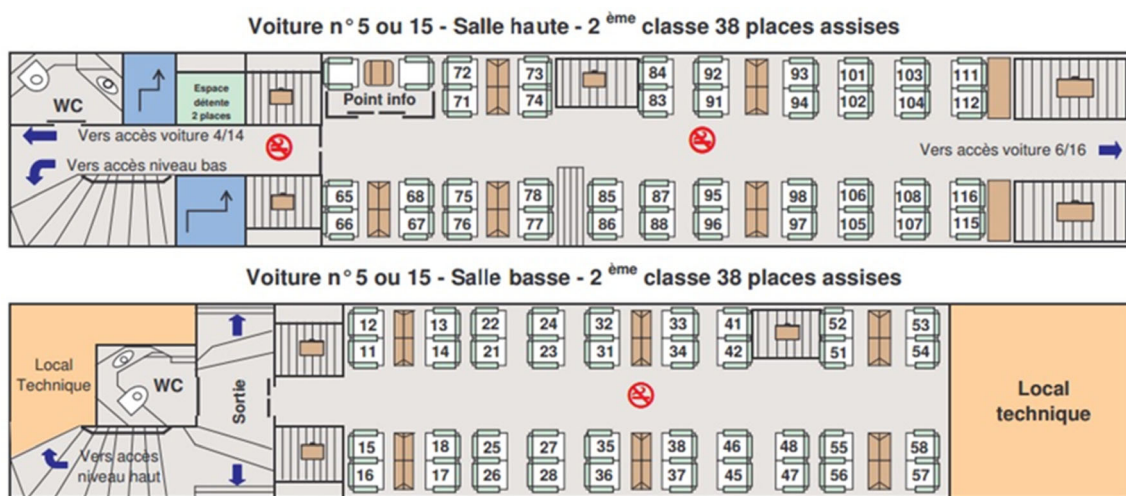 Voiture n° 5 ou 15 - Salle haute - 2 ème classe 38 places assises
72 73 84 92 93 101 103 111
Espace
détente
2 places
WC
Point info
71 74 83 91 94 102 104 112
Vers accès voiture 4/14
Vers accès voiture 6/16
Vers accès niveau bas
65 68 75 78 85 87 95 98 106 108 116
66 67 76 77 86 88 96 97 105 107 115
Voiture n° 5 ou 15 - Salle basse - 2 ème classe 38 places assises
12 13 22 24 32 33 41 52 53
11 14 21 23 31 34 42 51 54
Local
Technique
WC
Sortie
Local
technique
Vers accès
niveau haut
15 18 25 27 35 38 46 48 55 58
16 17 26 28 36 37 45 47 56 57